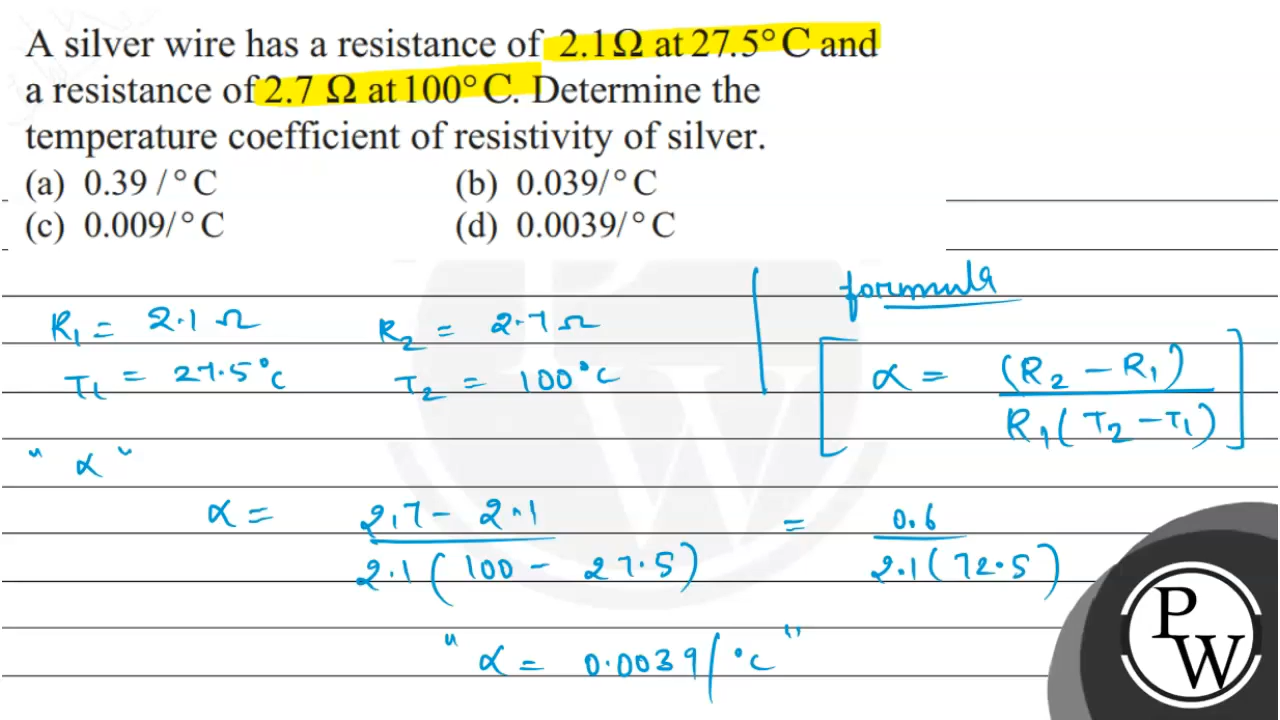 A silver wire has a resistance of 2.1Ω at 27.5° C and
a resistance of 2.7 Ω at 100° C. Determine the
temperature coefficient of resistivity of silver.
(a) 0.39 /° C (b) 0.039/° C
(c) 0.009/° C (d) 0.0039/° C
formula
R₁ = 2.1 Ω R₂ = 2.7 Ω
T₁ = 27.5°C T₂ = 100°C
[α = (R₂ - R₁) / R₁(T₂ - T₁)]
" α "
α = 2.7 - 2.1 / 2.1(100 - 27.5) = 0.6 / 2.1(72.5)
" α = 0.0039/°C "
PW